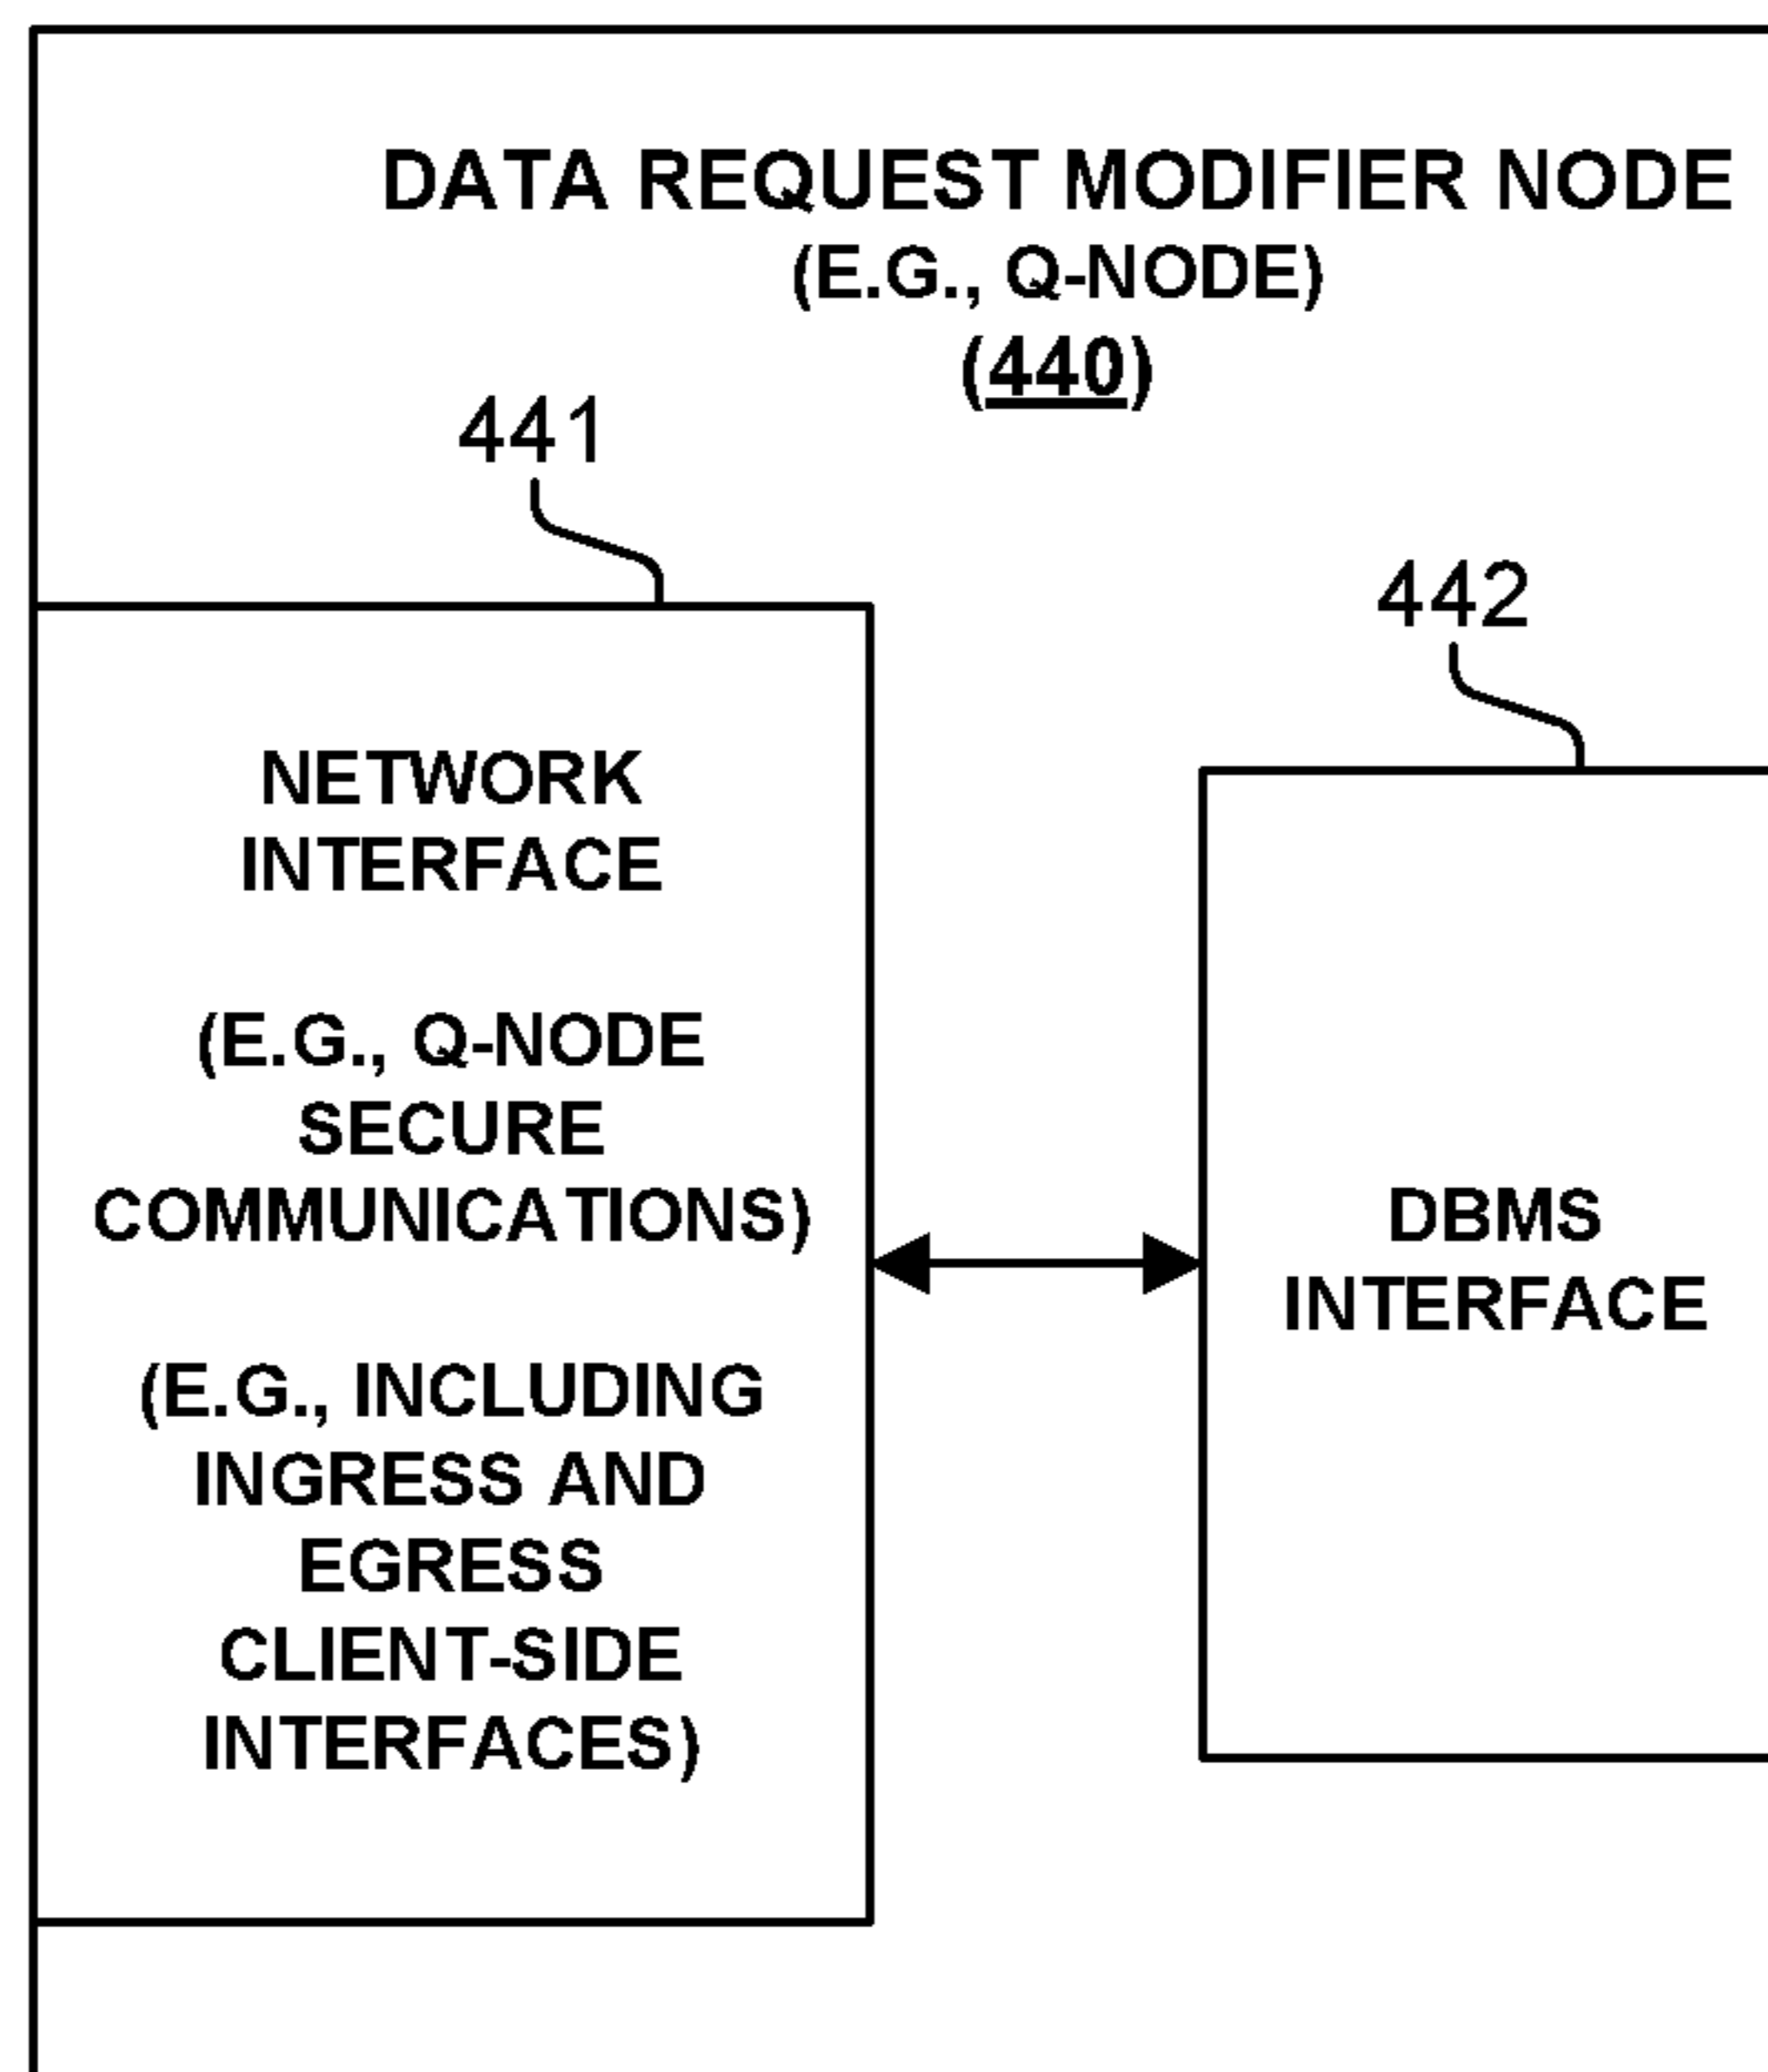 DATA REQUEST MODIFIER NODE
(E.G., Q-NODE)
(440)
441
442
NETWORK
INTERFACE
(E.G., Q-NODE
SECURE
COMMUNICATIONS)
(E.G., INCLUDING
INGRESS AND
EGRESS
CLIENT-SIDE
INTERFACES)
DBMS
INTERFACE